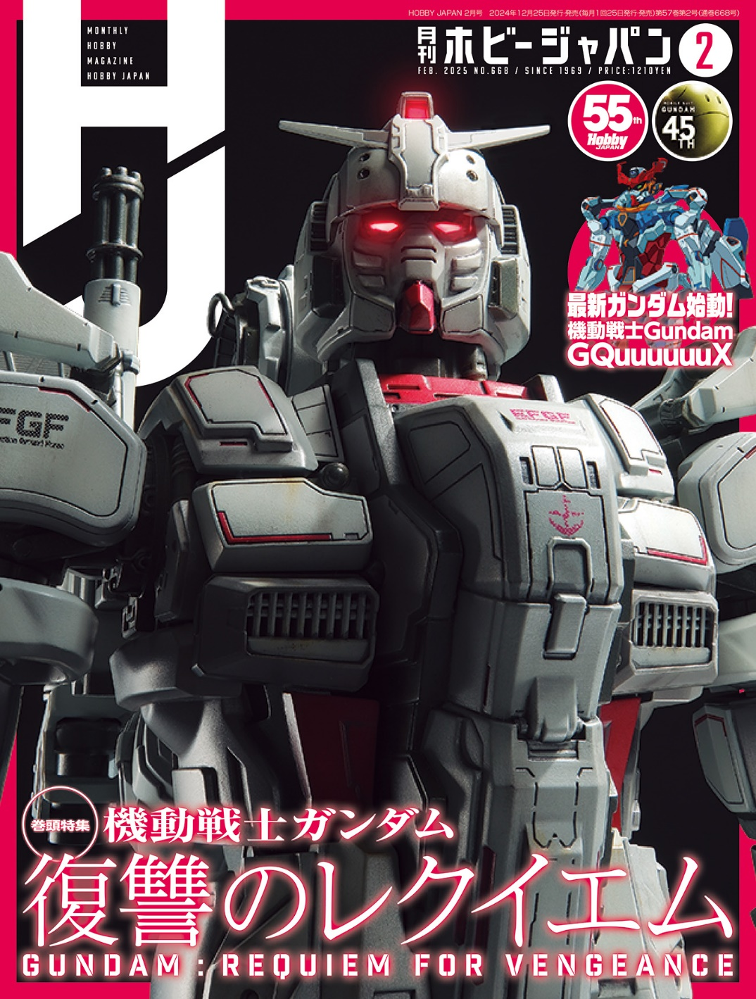 HOBBY JAPAN 2月号 2024年12月25日発行・発売(毎月1回25日発行・発売)第57巻第2号(通巻668号)
HJ
MONTHLY
HOBBY
MAGAZINE
HOBBY JAPAN
月刊ホビージャパン 2
FEB. 2025 NO.668 / SINCE 1969 / PRICE:1210YEN
55th
Hobby
JAPAN
MOBILE SUIT
GUNDAM
45
TH
最新ガンダム始動!
機動戦士Gundam
GQuuuuuuX
EFGF
EFGF
巻頭特集
機動戦士ガンダム
復讐のレクイエム
GUNDAM : REQUIEM FOR VENGEANCE